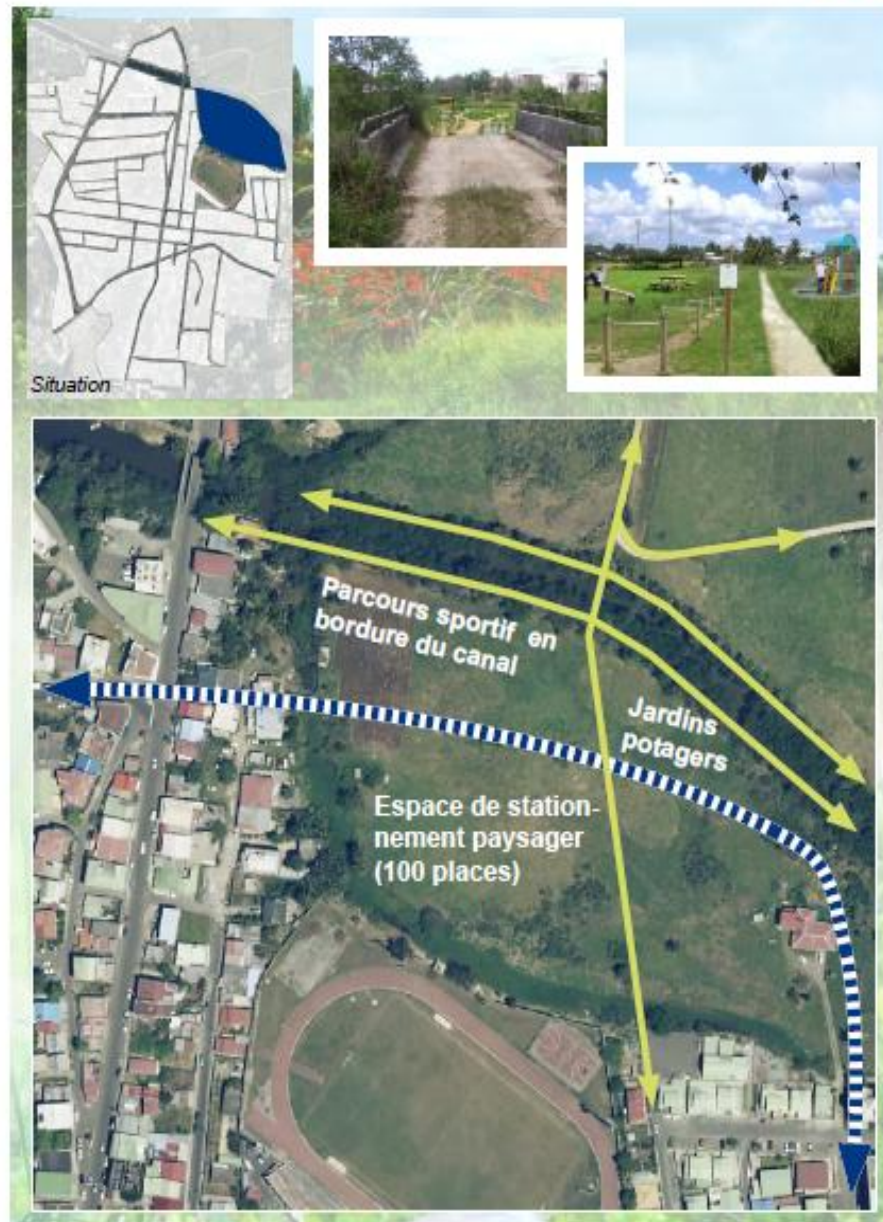 Situation
Parcours sportif en
bordure du canal
Jardins
potagers
Espace de station-
nement paysager
(100 places)